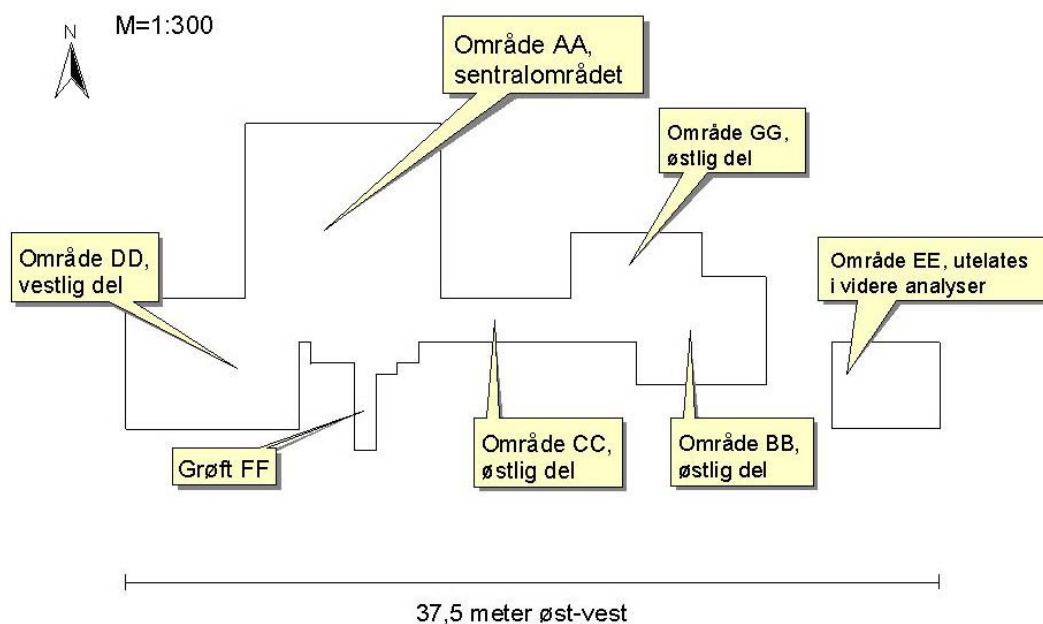 N
M=1:300
Område AA,
sentralområdet
Område GG,
østlig del
Område DD,
vestlig del
Område EE, utelates
i videre analyser
Område CC,
østlig del
Område BB,
østlig del
Grøft FF
37,5 meter øst-vest